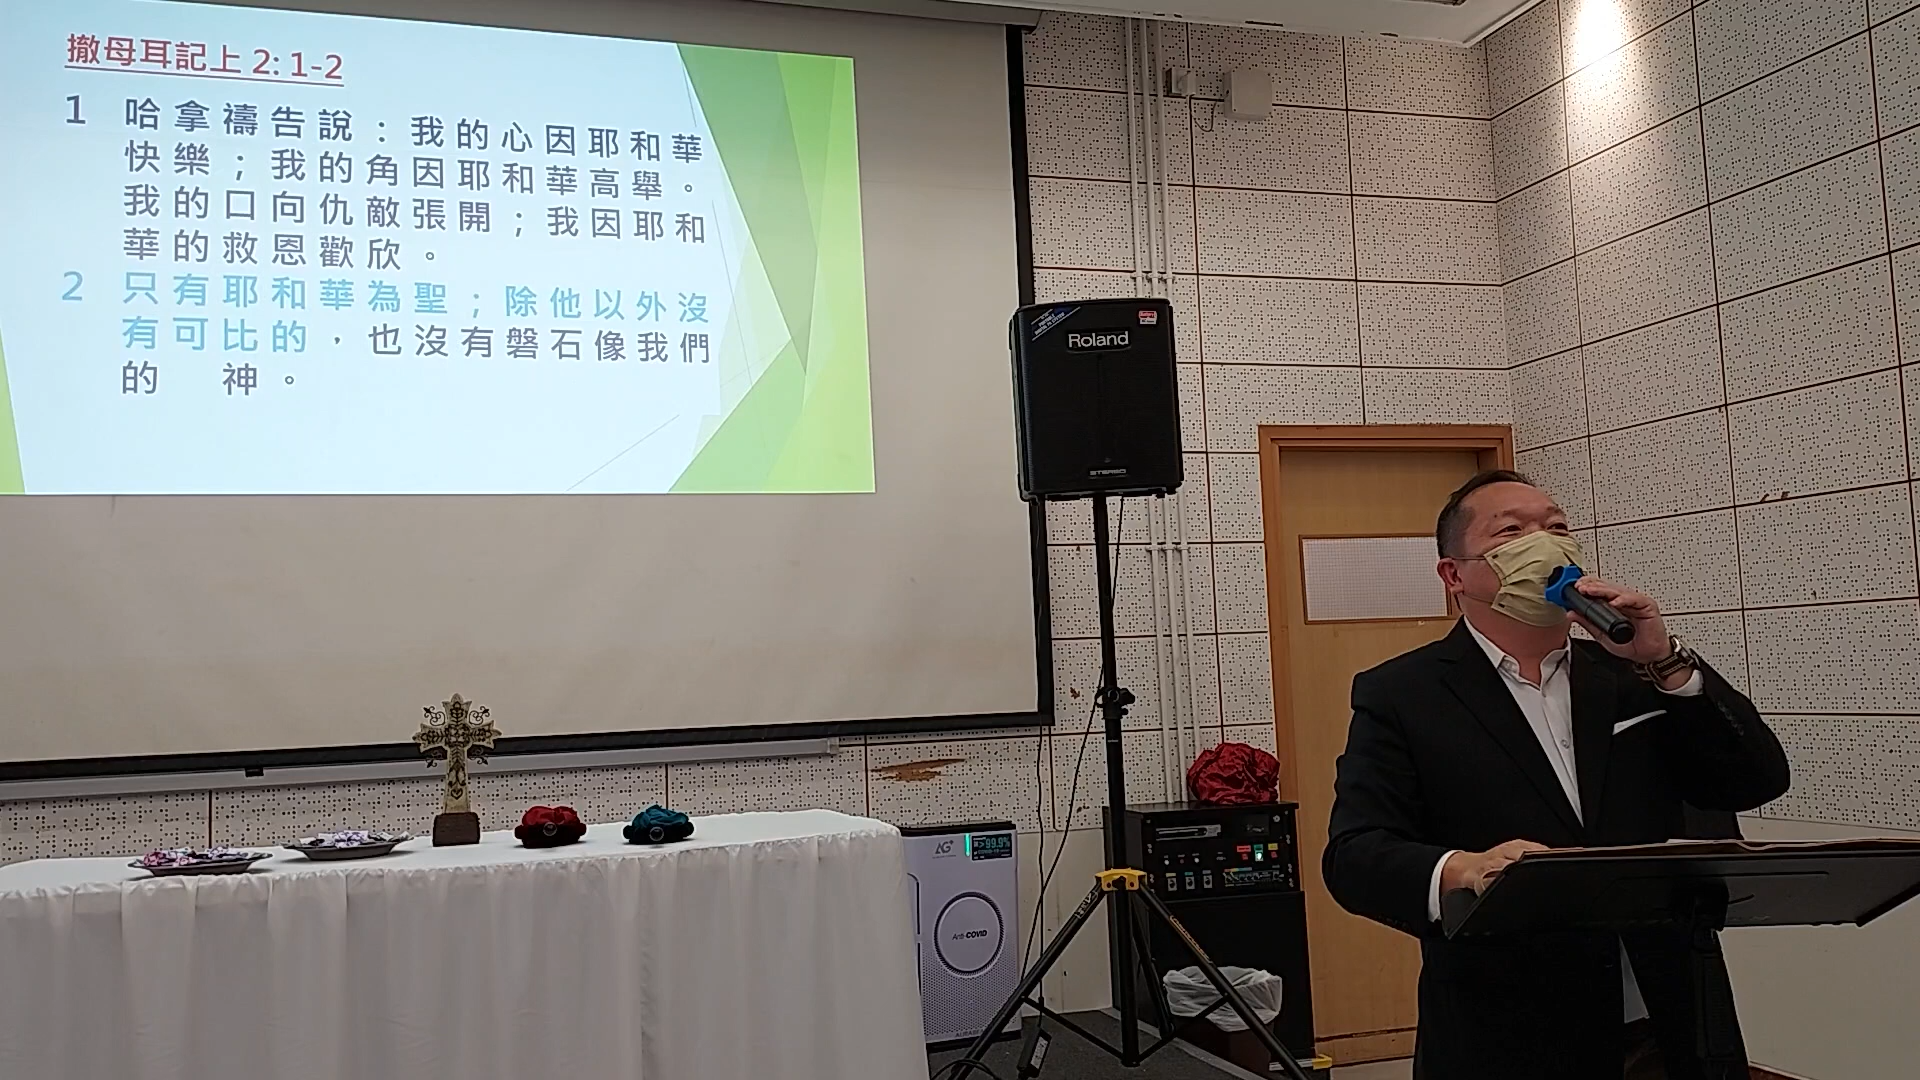 撒母耳記上 2: 1-2
1 哈拿禱告說：我的心因耶和華
快樂；我的角因耶和華高舉。
我的口向仇敵張開；我因耶和
華的救恩歡欣。
2 只有耶和華為聖；除他以外沒
有可比的，也沒有磐石像我們
的 神。
Roland
STEREO
AG+
>99.9%
Anti-COVID